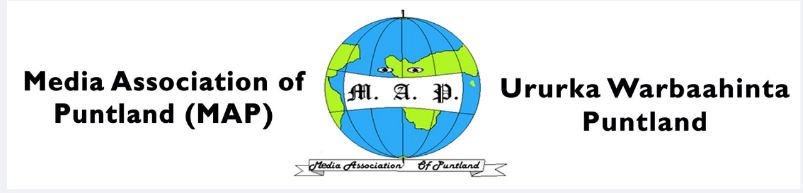 Media Association of
Puntland (MAP)
M. A. P.
Media Association Of Puntland
Ururka Warbaahinta
Puntland